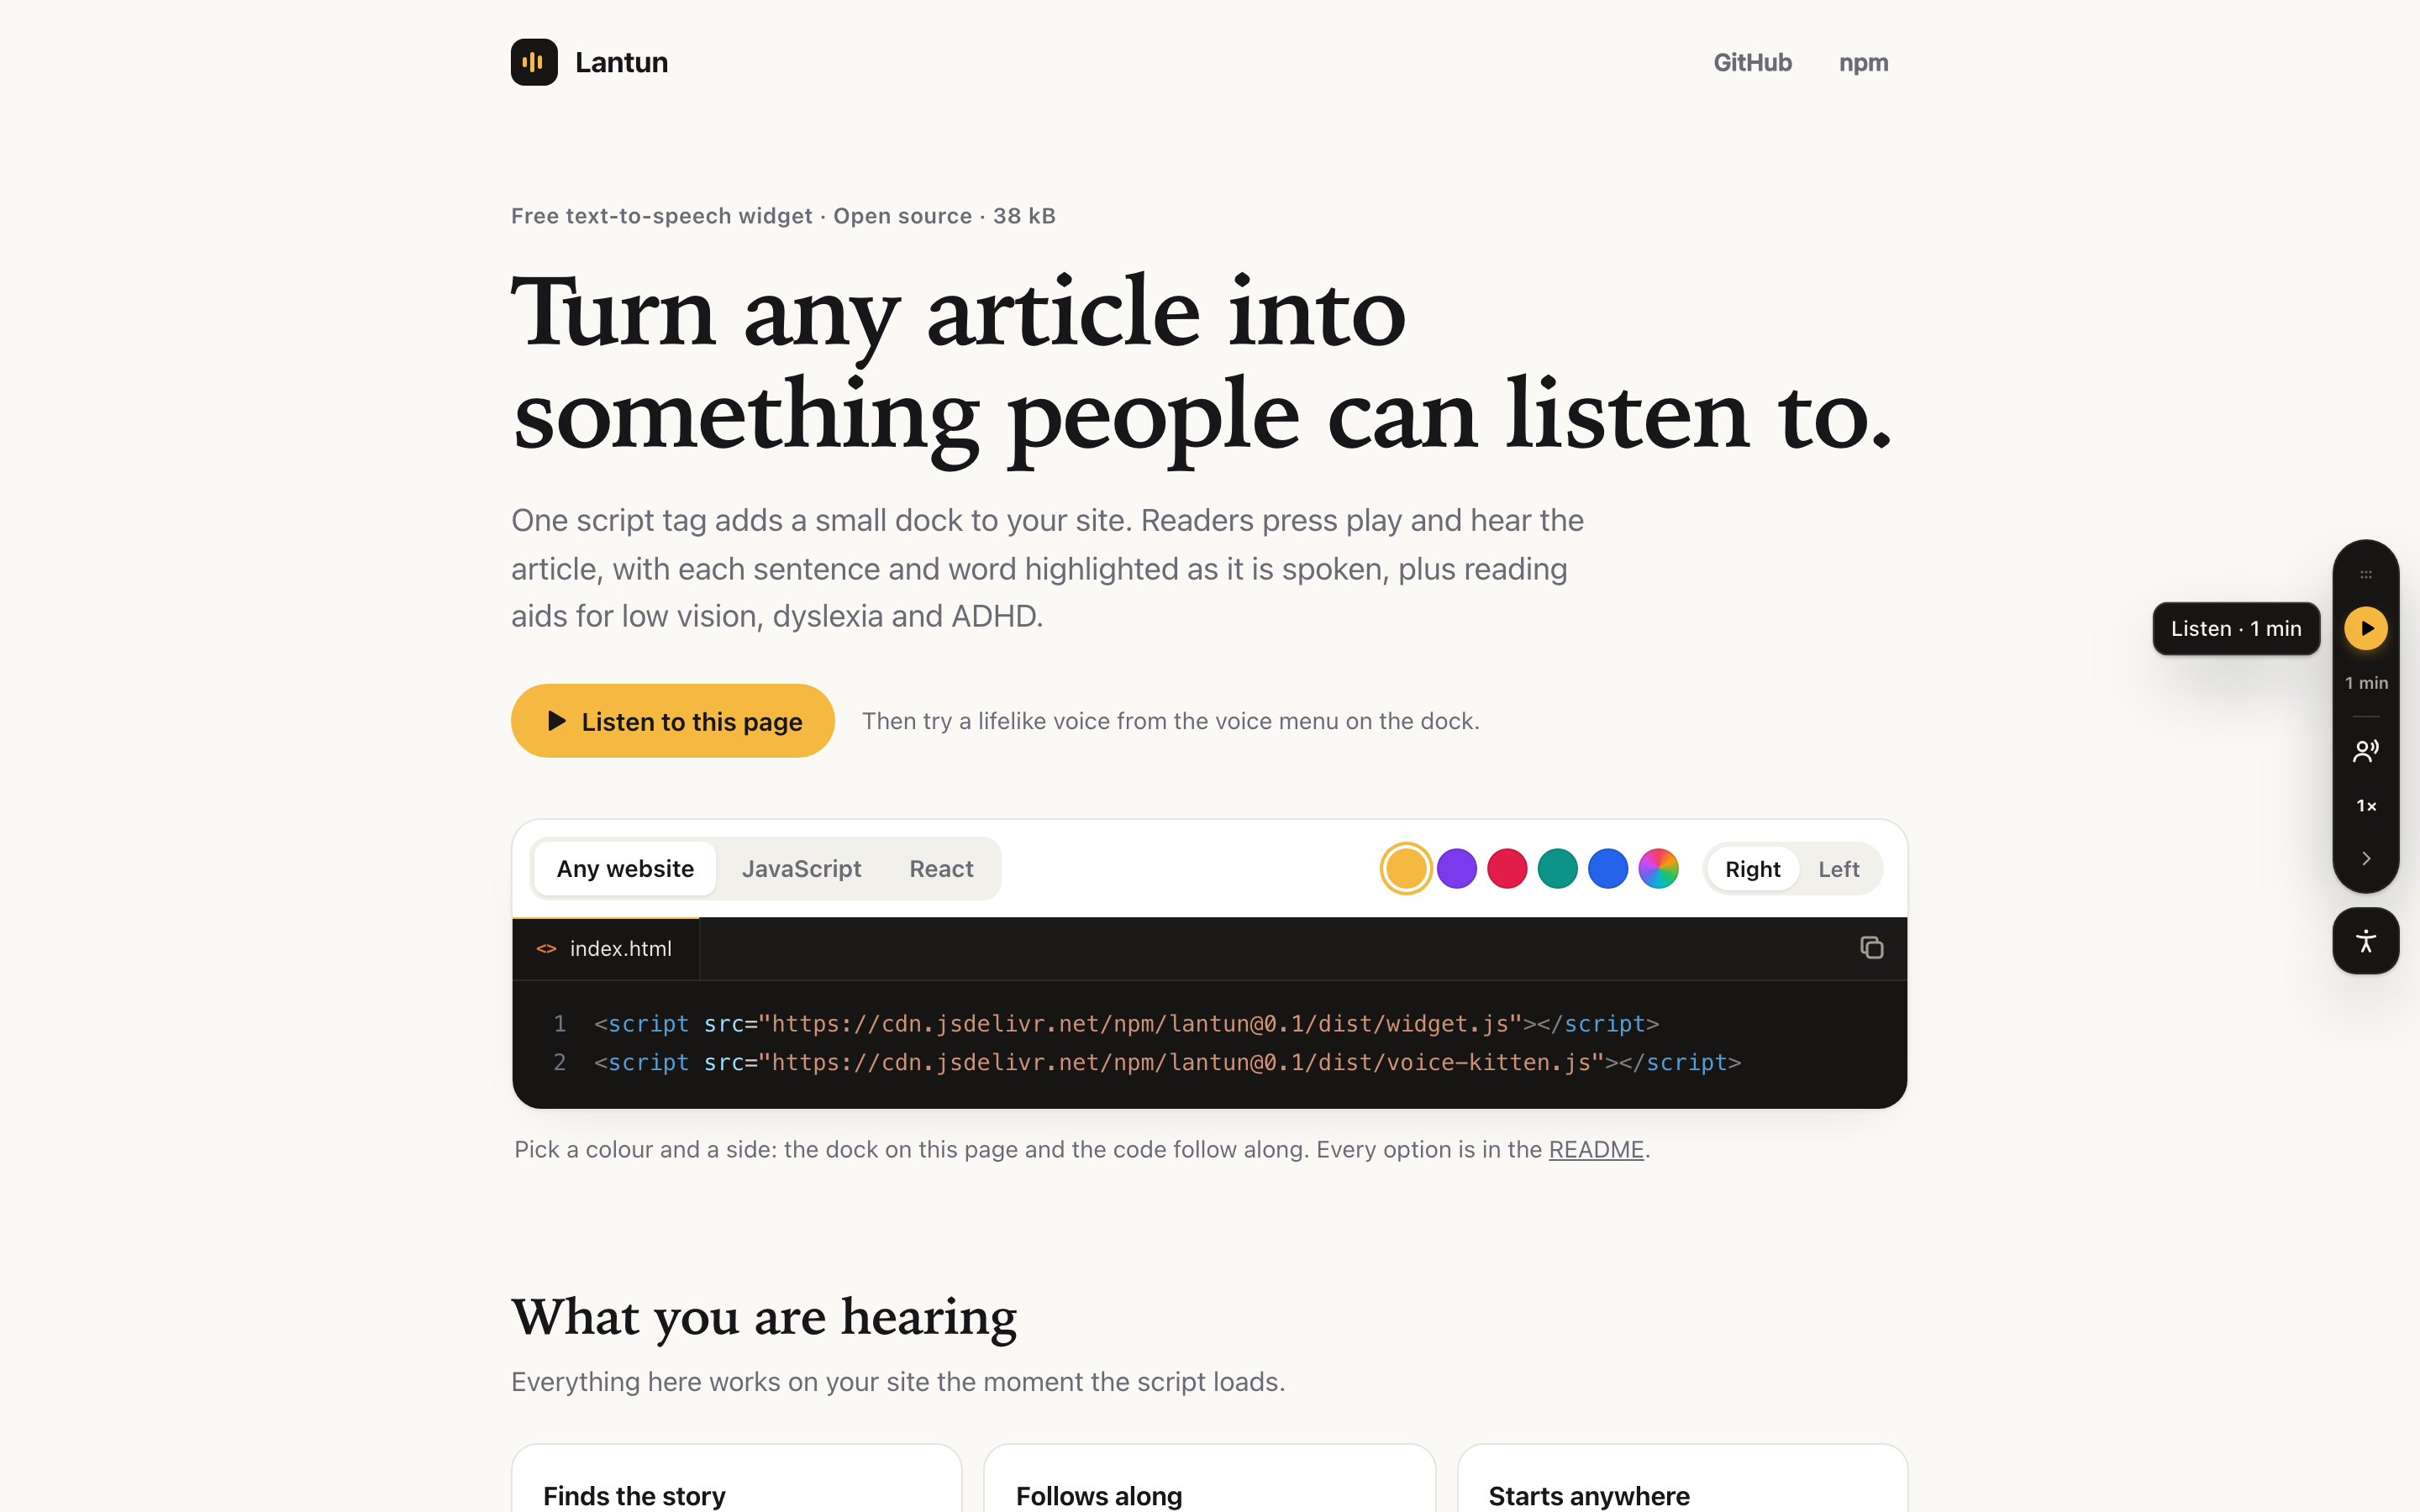 Lantun
GitHub
npm
Free text-to-speech widget · Open source · 38 kB
Turn any article into
something people can listen to.
One script tag adds a small dock to your site. Readers press play and hear the
article, with each sentence and word highlighted as it is spoken, plus reading
aids for low vision, dyslexia and ADHD.
Listen · 1 min
1 min
1×
Listen to this page
Then try a lifelike voice from the voice menu on the dock.
Any website
JavaScript
React
Right
Left
<> index.html
1 <script src="https://cdn.jsdelivr.net/npm/lantun@0.1/dist/widget.js"></script>
2 <script src="https://cdn.jsdelivr.net/npm/lantun@0.1/dist/voice-kitten.js"></script>
Pick a colour and a side: the dock on this page and the code follow along. Every option is in the README.
What you are hearing
Everything here works on your site the moment the script loads.
Finds the story
Follows along
Starts anywhere